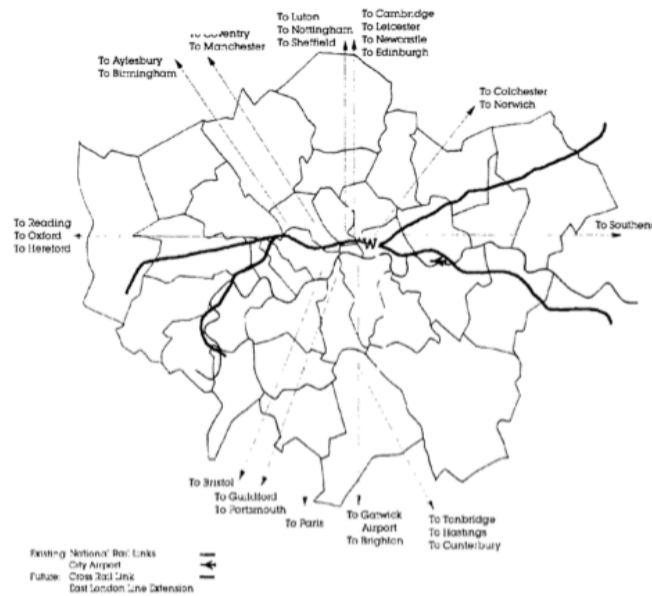 To Luton
To Nottingham
To Sheffield
To Cambridge
To Leicester
To Newcastle
To Edinburgh
To Coventry
To Manchester
To Aylesbury
To Birmingham
To Colchester
To Norwich
To Reading
To Oxford
To Hereford
W
To Southend
To Bristol
To Guildford
To Portsmouth
To Paris
To Gatwick
Airport
To Brighton
To Tonbridge
To Hastings
To Cunterbury
Existing National Rail Links
City Airport
Future: Cross Rail Link
East London Line Extension